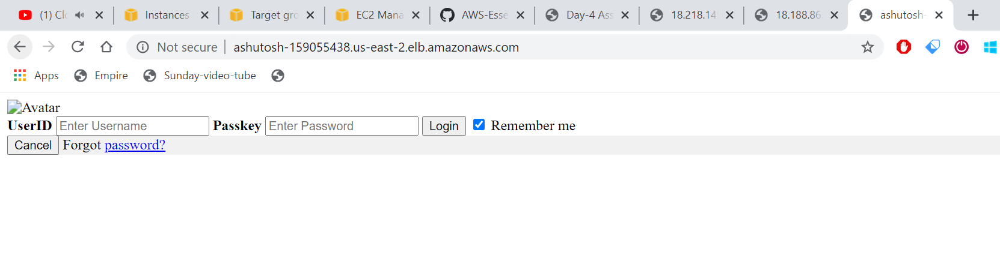 (1) Clo
Instances
Target gro
EC2 Mana
AWS-Esse
Day-4 Ass
18.218.14
18.188.86.
ashutosh-
Not secure
ashutosh-159055438.us-east-2.elb.amazonaws.com
Apps
Empire
Sunday-video-tube
Avatar
UserID Enter Username Passkey Enter Password Login Remember me
Cancel Forgot password?